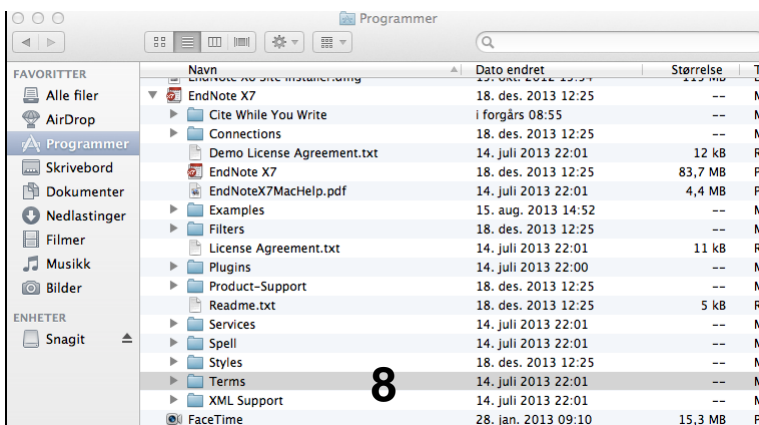 Programmer
FAVORITTER
Alle filer
AirDrop
Programmer
Skrivebord
Dokumenter
Nedlastinger
Filmer
Musikk
Bilder
ENHETER
Snagit
Navn Dato endret Størrelse T
EndNote X7 18. des. 2013 12:25 -- M
Cite While You Write i forgårs 08:55 -- M
Connections 18. des. 2013 12:25 -- M
Demo License Agreement.txt 14. juli 2013 22:01 12 kB R
EndNote X7 18. des. 2013 12:25 83,7 MB P
EndNoteX7MacHelp.pdf 14. juli 2013 22:01 4,4 MB P
Examples 15. aug. 2013 14:52 -- M
Filters 18. des. 2013 12:25 -- M
License Agreement.txt 14. juli 2013 22:01 11 kB R
Plugins 14. juli 2013 22:00 -- M
Product-Support 18. des. 2013 12:25 -- M
Readme.txt 18. des. 2013 12:25 5 kB R
Services 14. juli 2013 22:01 -- M
Spell 14. juli 2013 22:01 -- M
Styles 18. des. 2013 12:25 -- M
Terms 14. juli 2013 22:01 -- M
8
XML Support 14. juli 2013 22:01 -- M
FaceTime 28. jan. 2013 09:10 15,3 MB P